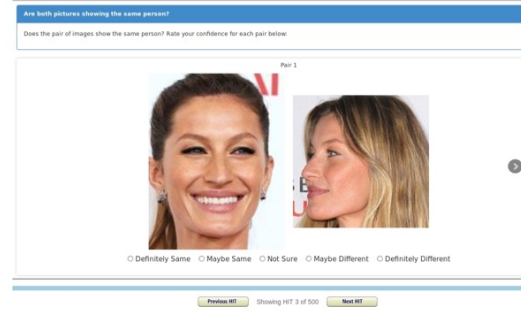 Are both pictures showing the same person?
Does the pair of images show the same person? Rate your confidence for each pair below:
Pair 1
Definitely Same Maybe Same Not Sure Maybe Different Definitely Different
Previous HIT Showing HIT 3 of 500 Next HIT